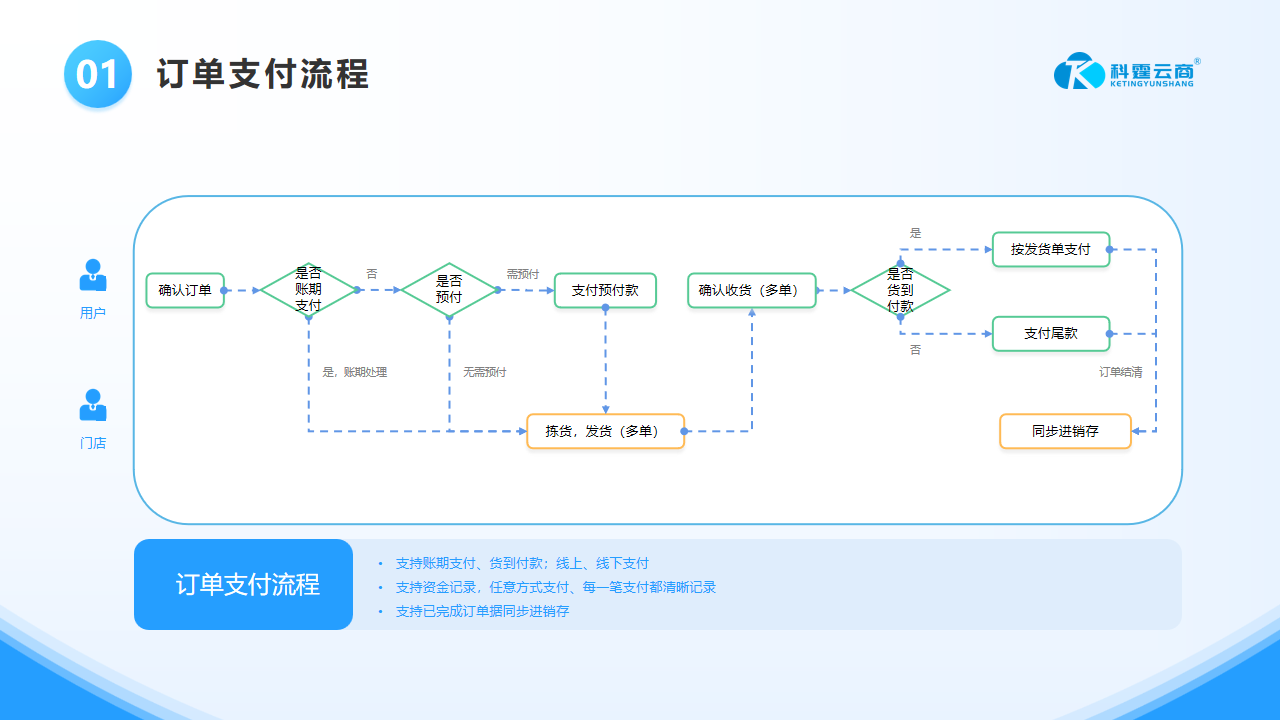 01
订单支付流程
科霆云商®
KETINGYUNSHANG
用户
门店
确认订单
是否
账期
支付
否
是否
预付
需预付
支付预付款
确认收货（多单）
是否
货到
付款
是
按发货单支付
否
支付尾款
是，账期处理
无需预付
订单结清
拣货，发货（多单）
同步进销存
订单支付流程
• 支持账期支付、货到付款；线上、线下支付
• 支持资金记录，任意方式支付、每一笔支付都清晰记录
• 支持已完成订单据同步进销存